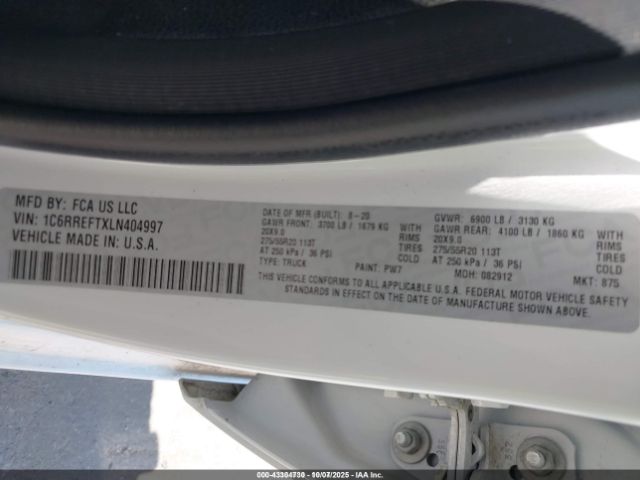 MFD BY: FCA US LLC
VIN: 1C6RREFTXLN404997
VEHICLE MADE IN: U.S.A.
DATE OF MFR (BUILT): 8-20
GAWR FRONT: 3700 LB / 1679 KG WITH
20X9.0 RIMS
275/55R20 113T TIRES
AT 250 kPa / 36 PSI COLD
TYPE: TRUCK PAINT: PW7
GVWR: 6900 LB / 3130 KG
GAWR REAR: 4100 LB / 1860 KG WITH
20X9.0 RIMS
275/55R20 113T TIRES
AT 250 kPa / 36 PSI COLD
MDH: 082912 MKT: 875
THIS VEHICLE CONFORMS TO ALL APPLICABLE U.S.A. FEDERAL MOTOR VEHICLE SAFETY
STANDARDS IN EFFECT ON THE DATE OF MANUFACTURE SHOWN ABOVE.
352
000-43304730 - 10/07/2025 - Copyright © IAA, LLC